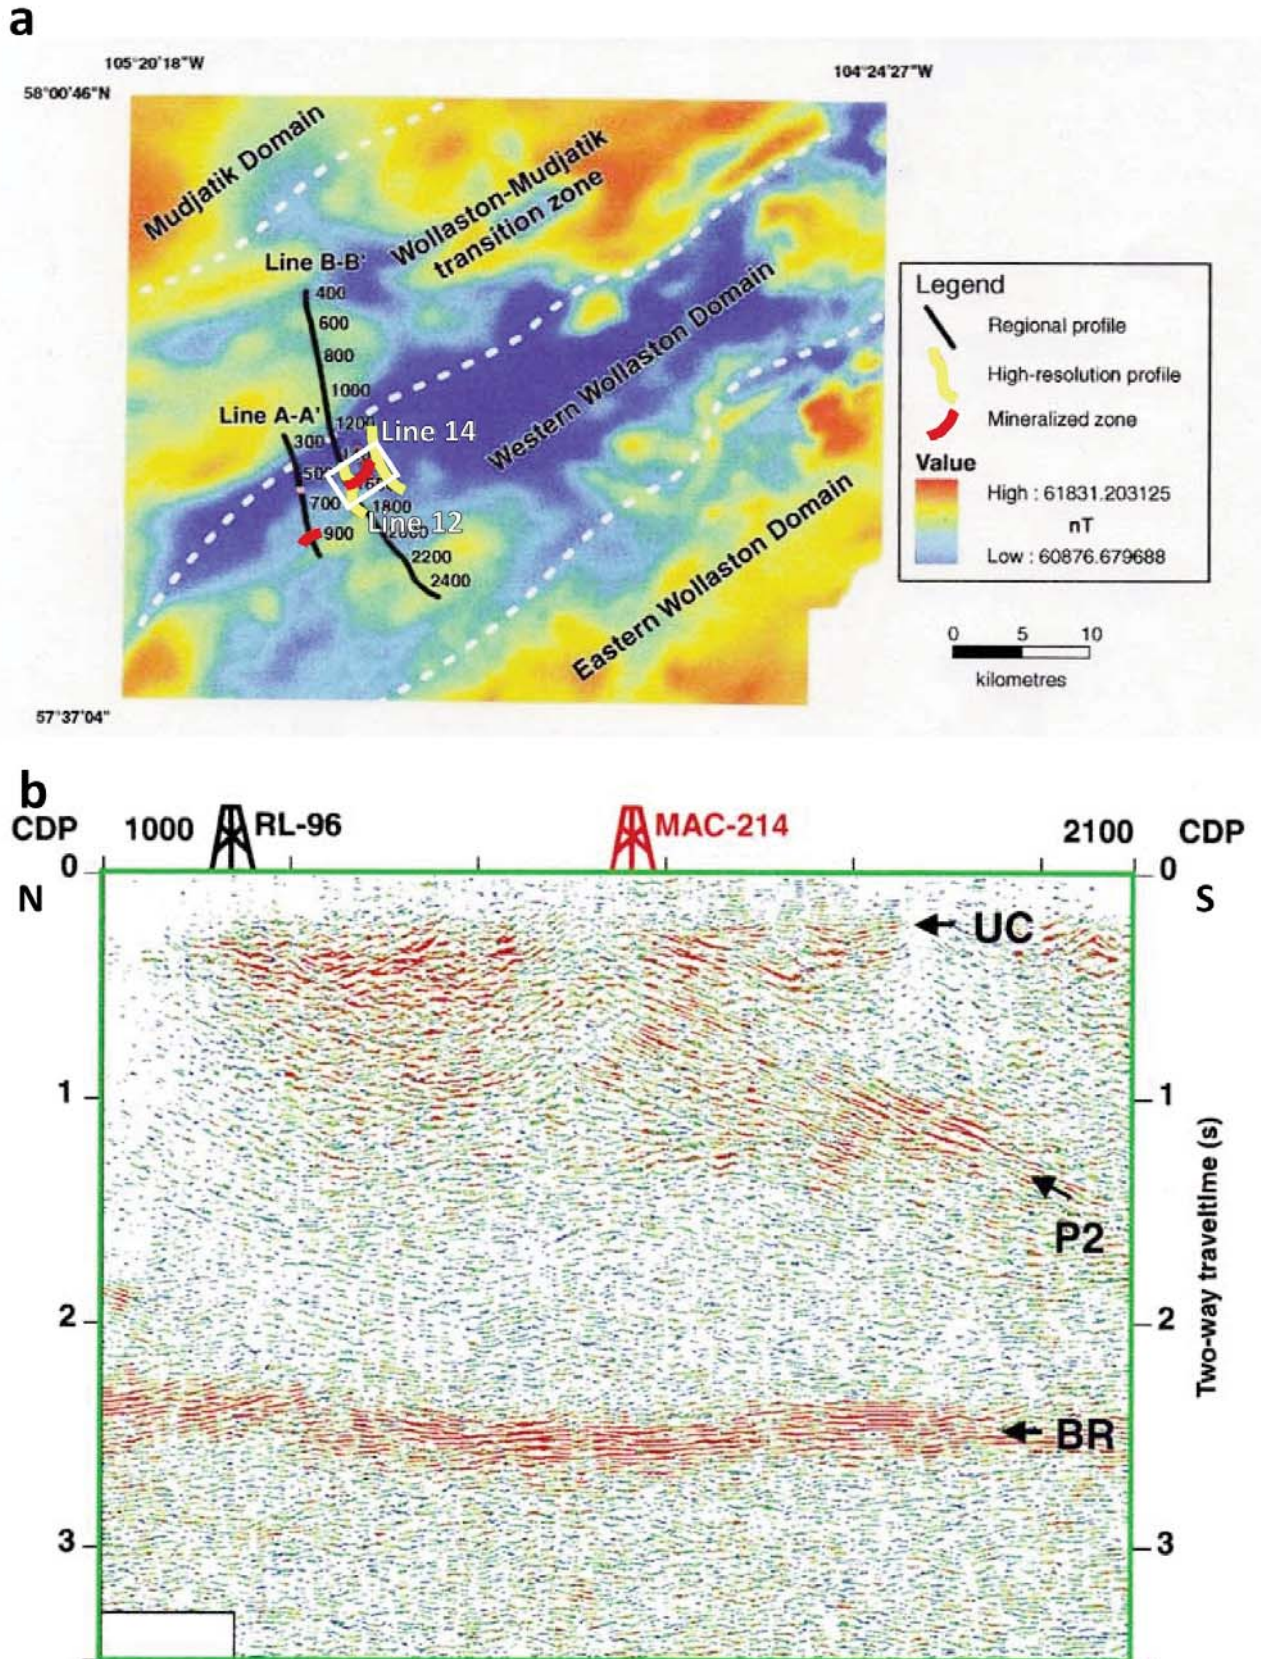 a
105°20'18"W
104°24'27"W
58°00'46"N
Mudjatik Domain
Wollaston-Mudjatik
transition zone
Line B-B'
400
600
800
1000
1200
Line A-A'
300
Line 14
500
700
1800
900
Line 12
2000
2200
2400
Western Wollaston Domain
Eastern Wollaston Domain
57°37'04"
Legend
Regional profile
High-resolution profile
Mineralized zone
Value
High : 61831.203125
nT
Low : 60876.679688
0 5 10
kilometres
b
CDP 1000 RL-96 MAC-214 2100 CDP
0 0
N S
UC
1 1
P2
2 2
Two-way traveltime (s)
BR
3 3